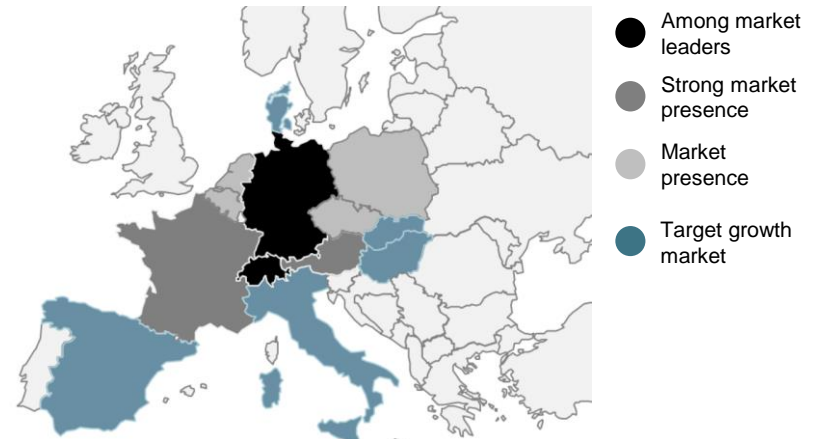 Among market
leaders
Strong market
presence
Market
presence
Target growth
market